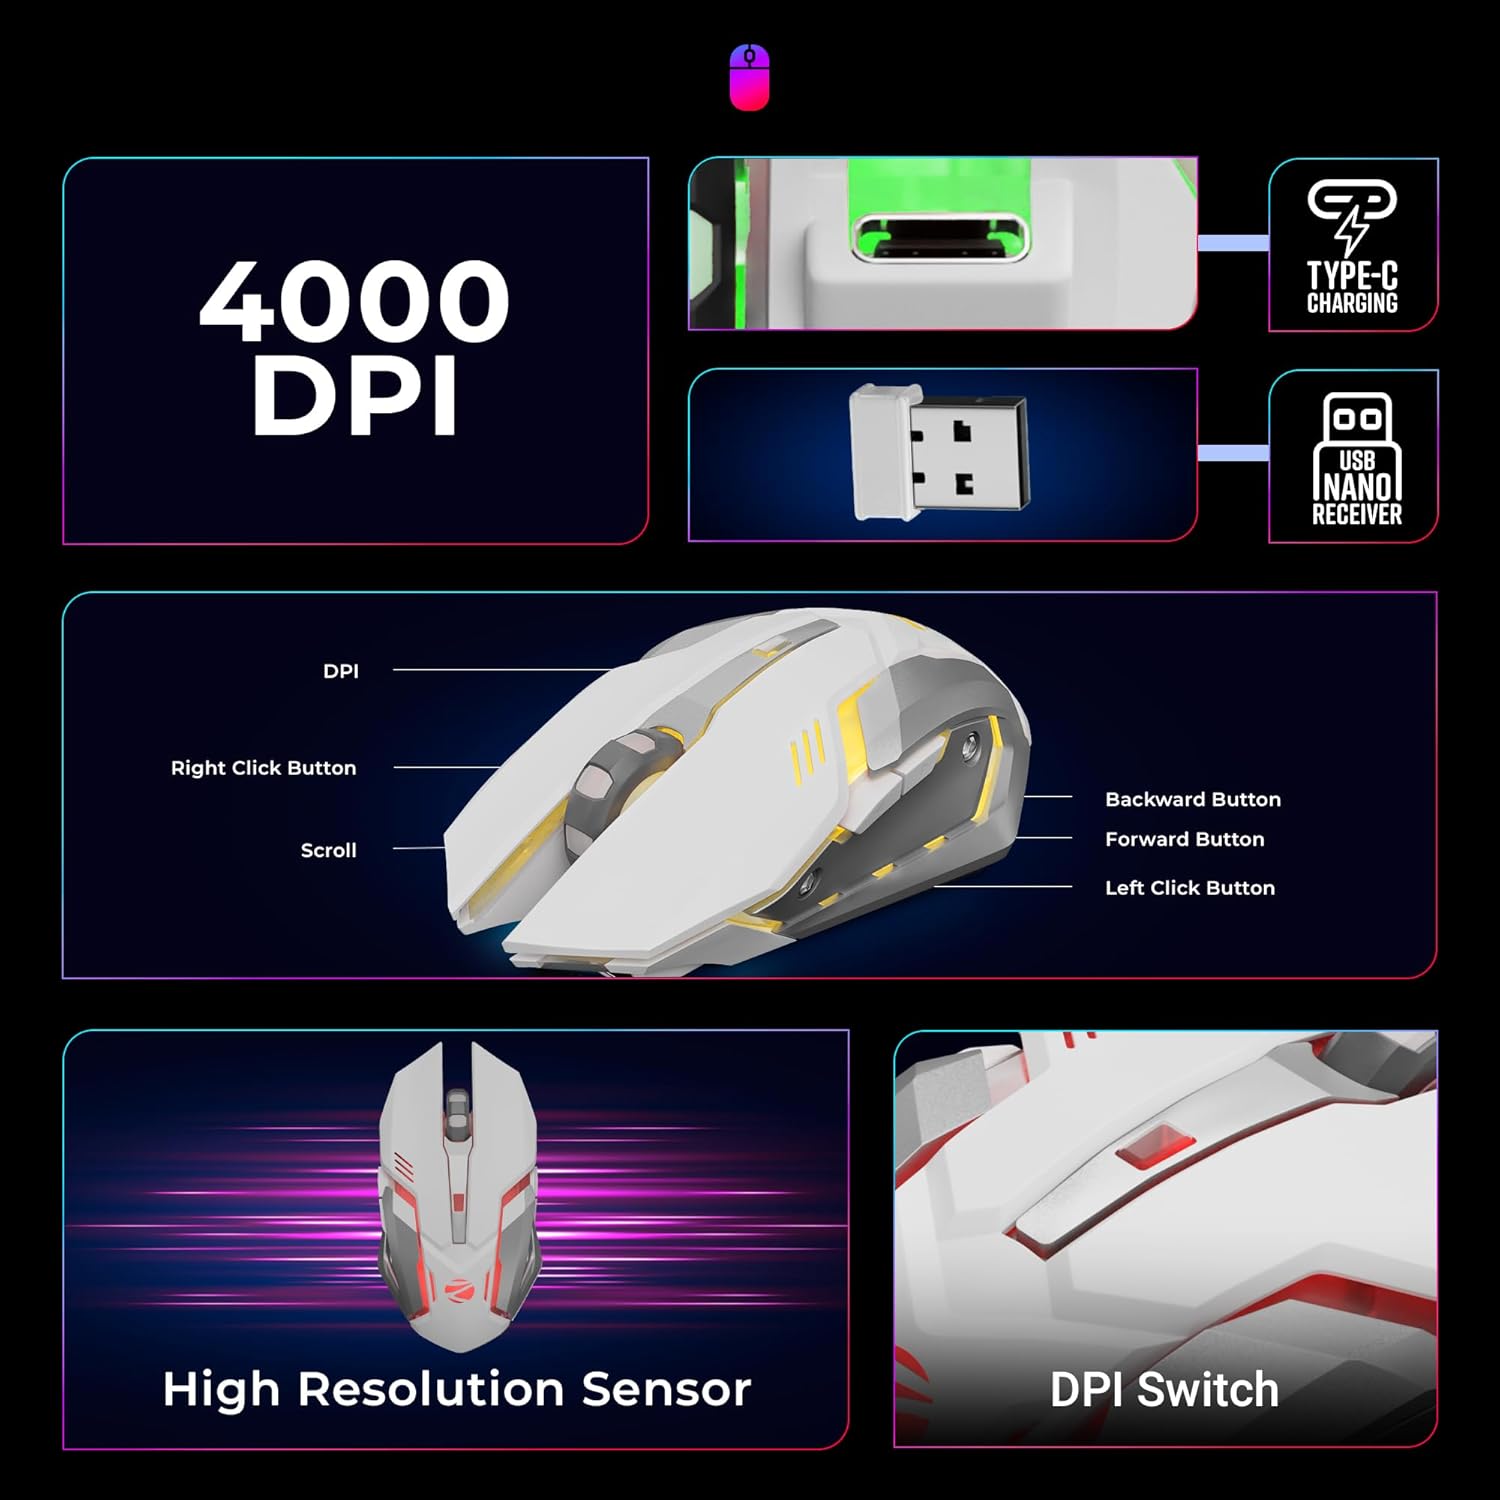 4000
DPI
TYPE-C
CHARGING
USB
NANO
RECEIVER
DPI
Right Click Button
Scroll
Backward Button
Forward Button
Left Click Button
High Resolution Sensor
DPI Switch